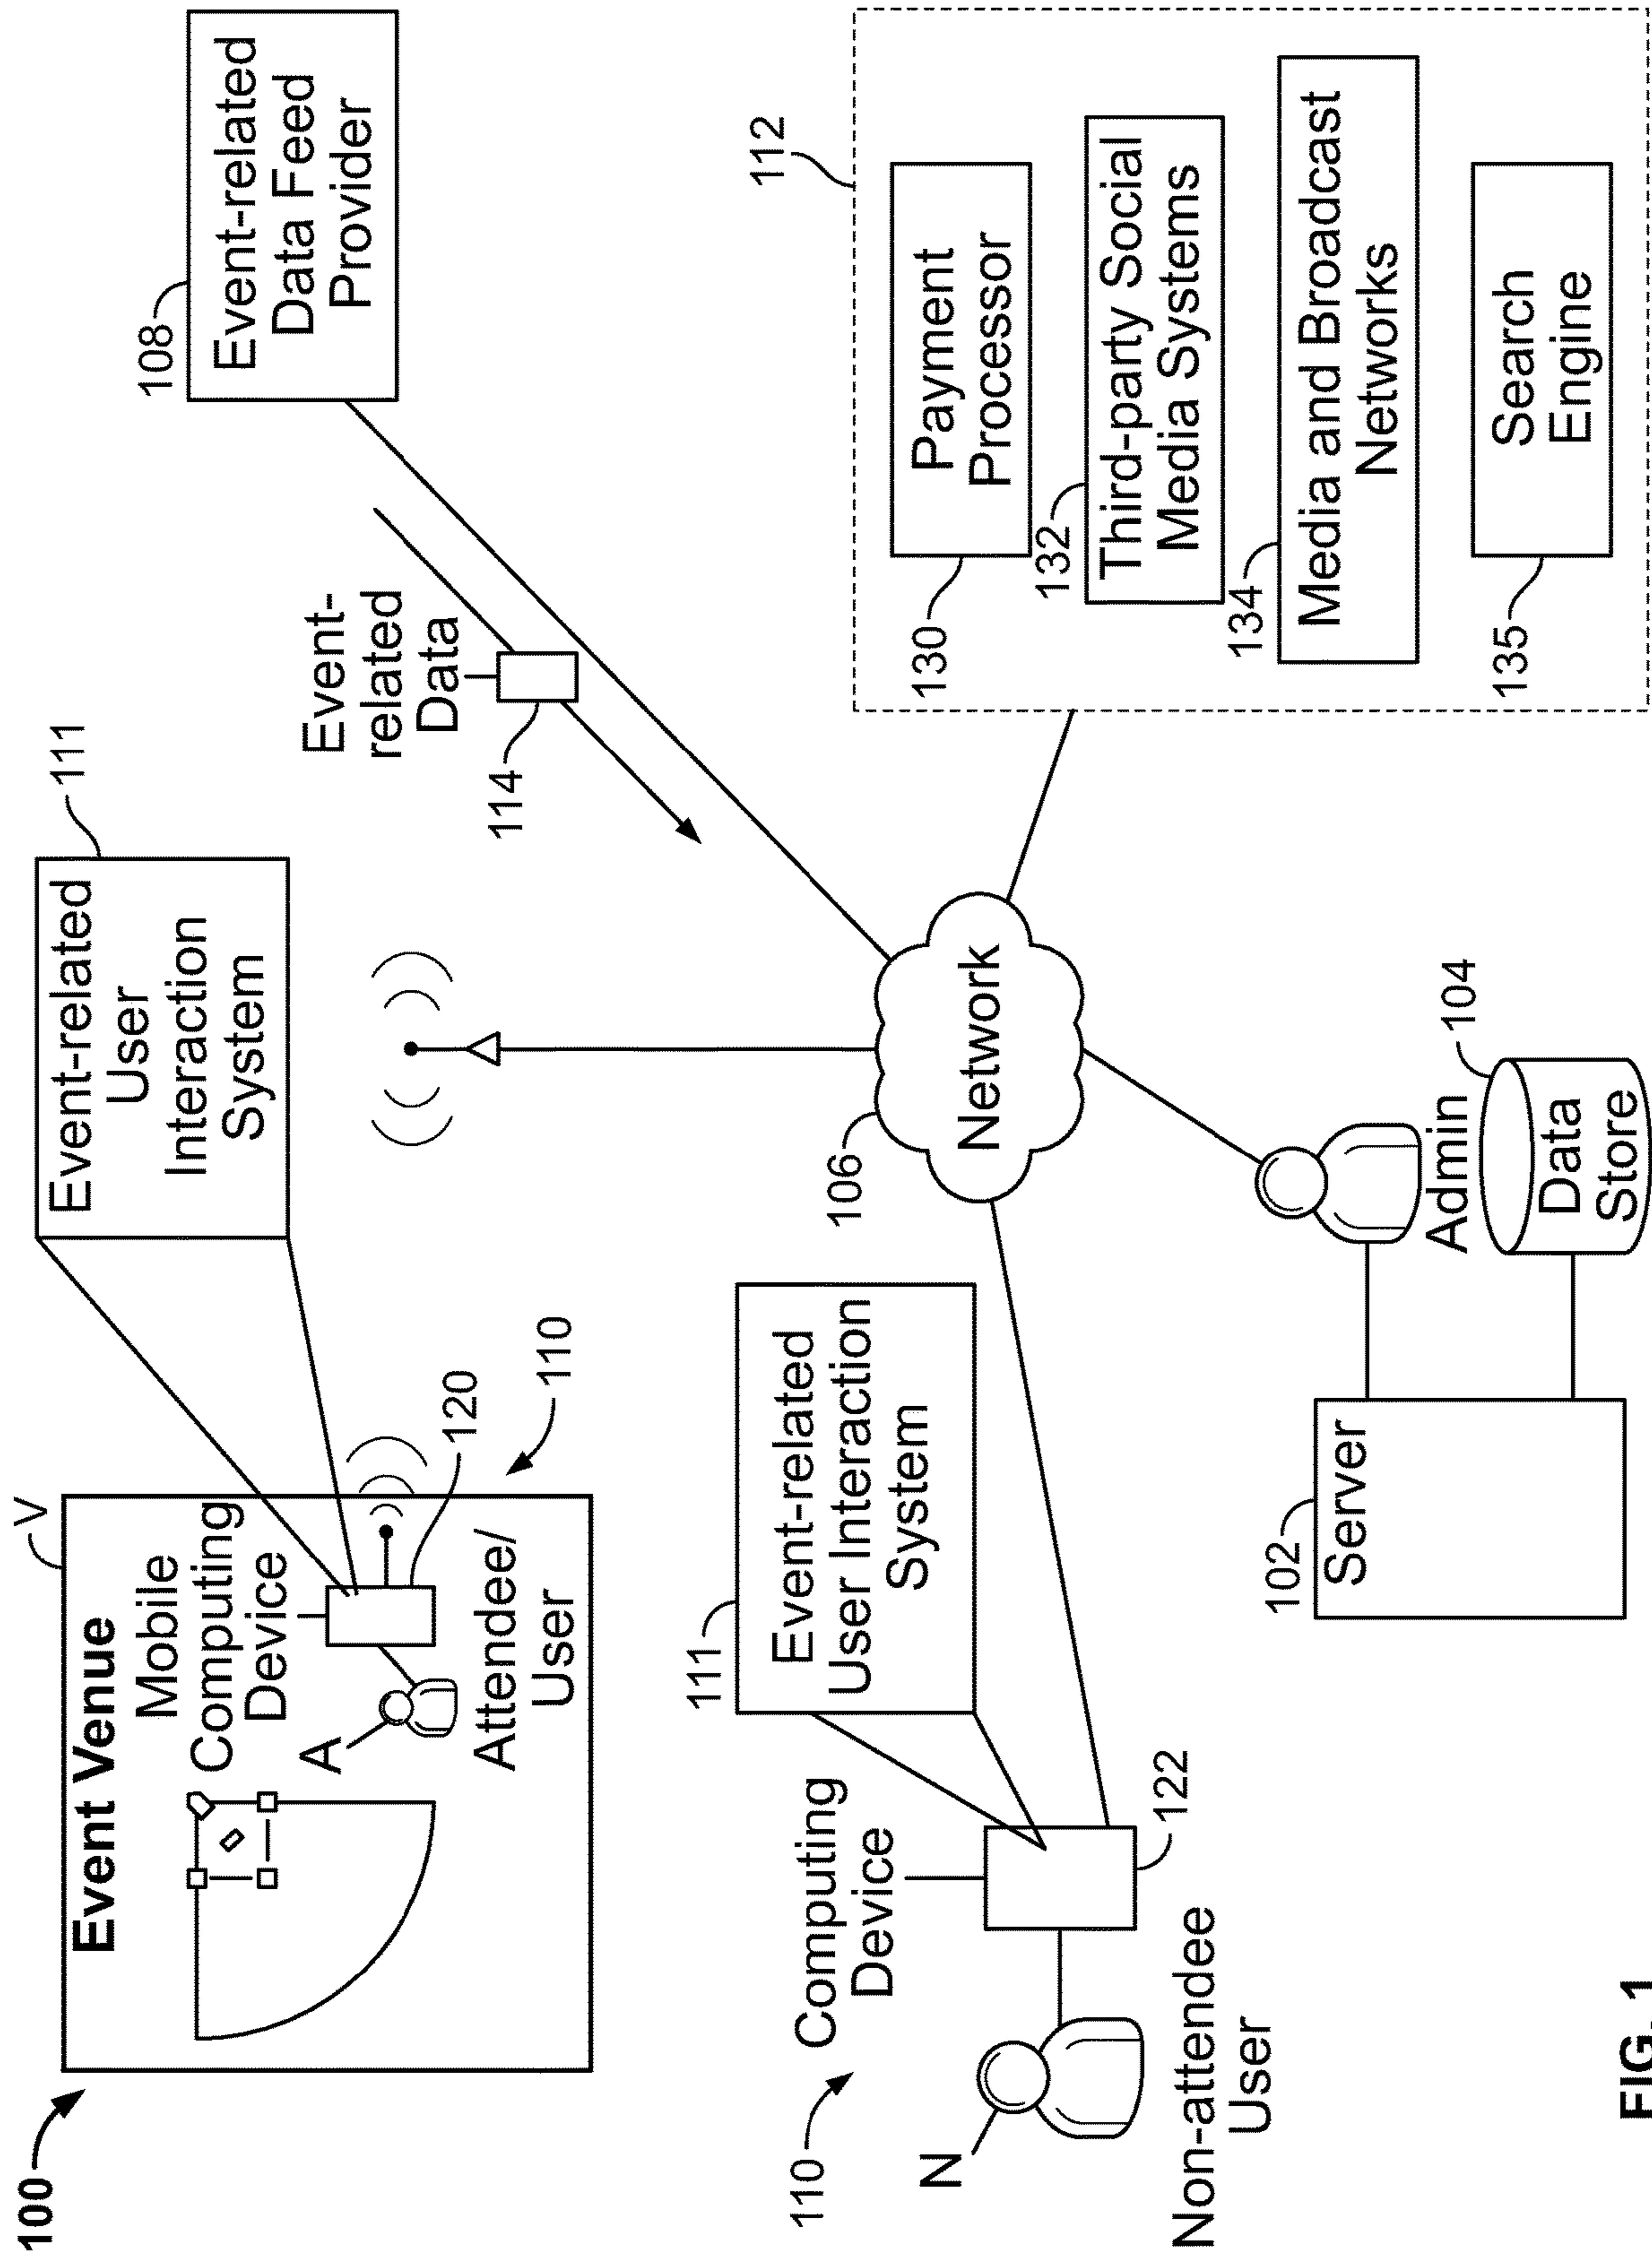 100
V
Event Venue
Mobile
Computing
Device
A
Attendee/
User
120
110
111
Event-related
User
Interaction
System
108
Event-related
Data Feed
Provider
Event-
related
Data
114
110
N
Non-attendee
User
Computing
Device
122
111
Event-related
User Interaction
System
106
Network
112
130
Payment
Processor
132
Third-party Social
Media Systems
134
Media and Broadcast
Networks
135
Search
Engine
102
Server
Admin
104
Data
Store
FIG. 1